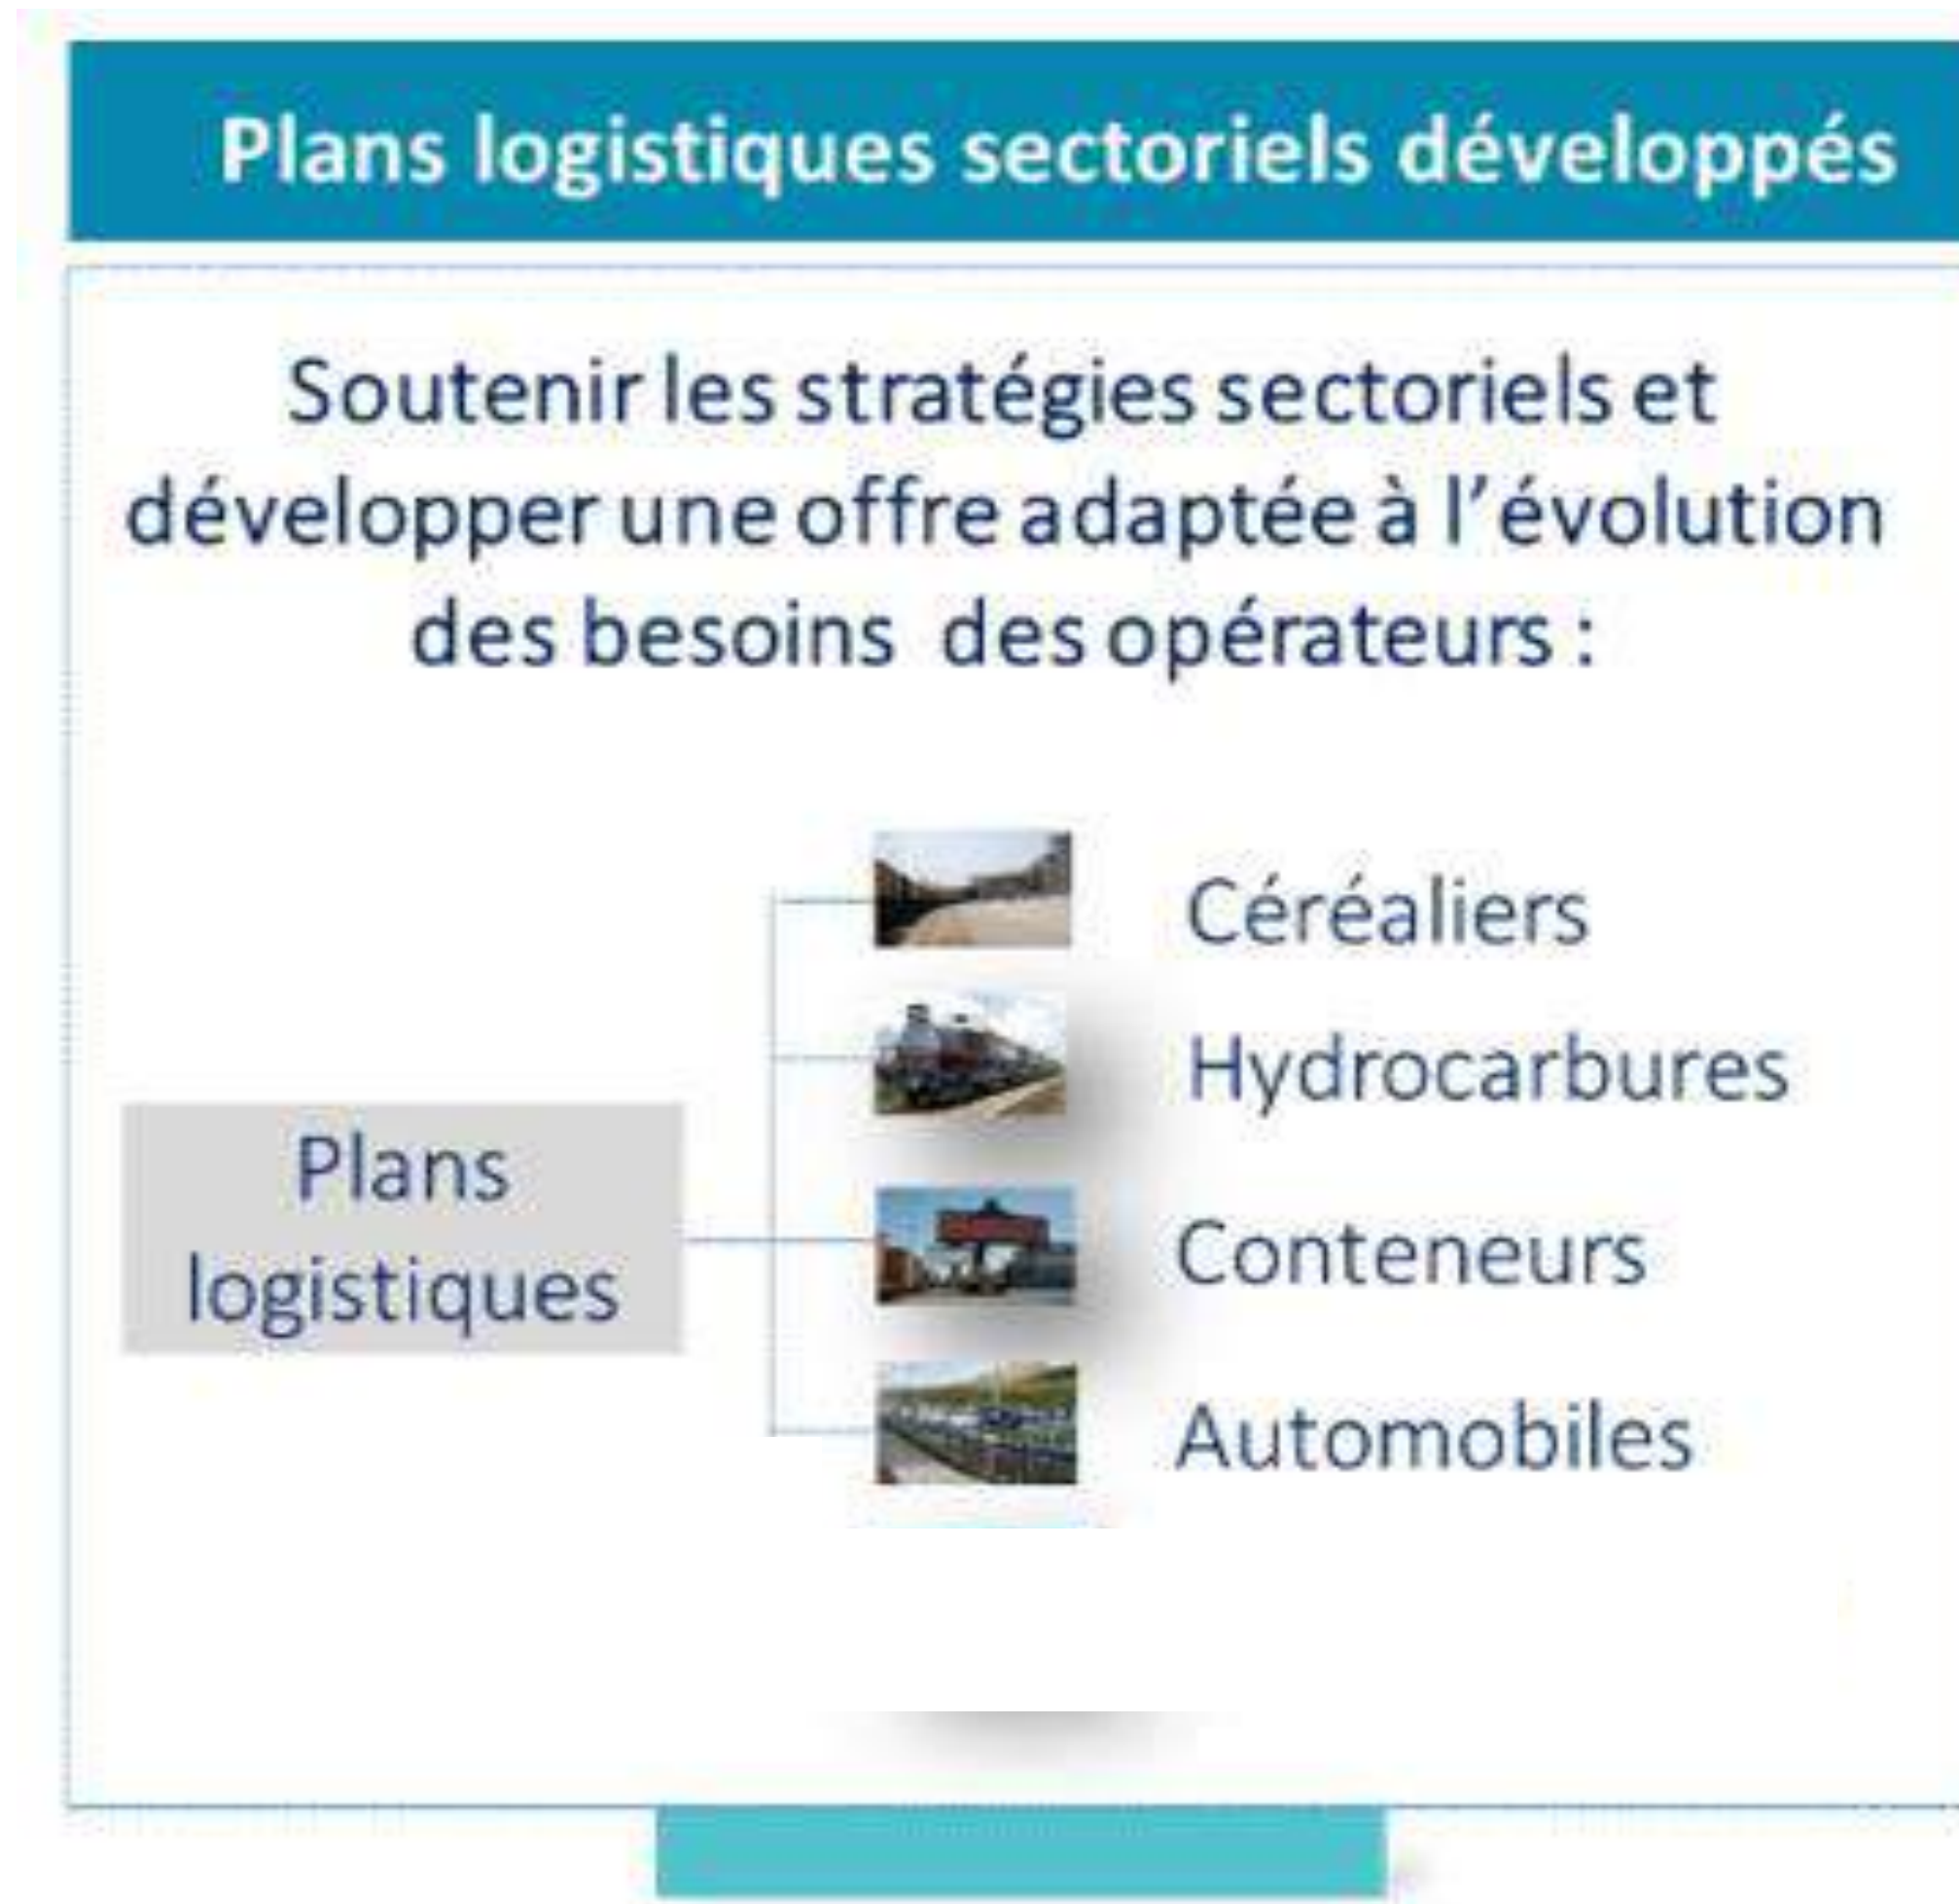 Plans logistiques sectoriels développés
Soutenir les stratégies sectoriels et
développer une offre adaptée à l'évolution
des besoins des opérateurs :
Céréaliers
Hydrocarbures
Plans
logistiques
Conteneurs
Automobiles